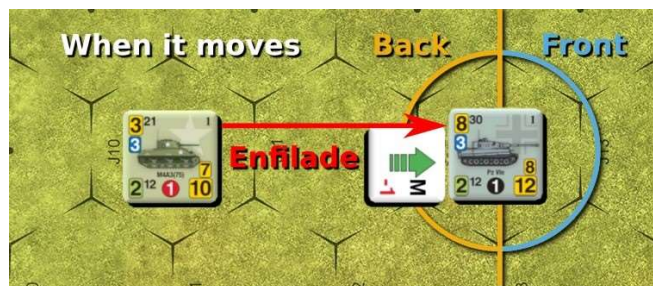 When it moves
Back
Front
3 21 I
3
M4A3(75)
7
2 12 1 10
J10
Enfilade
M
-1
8 30 I
3
Pz VIe
8
2 12 1 12